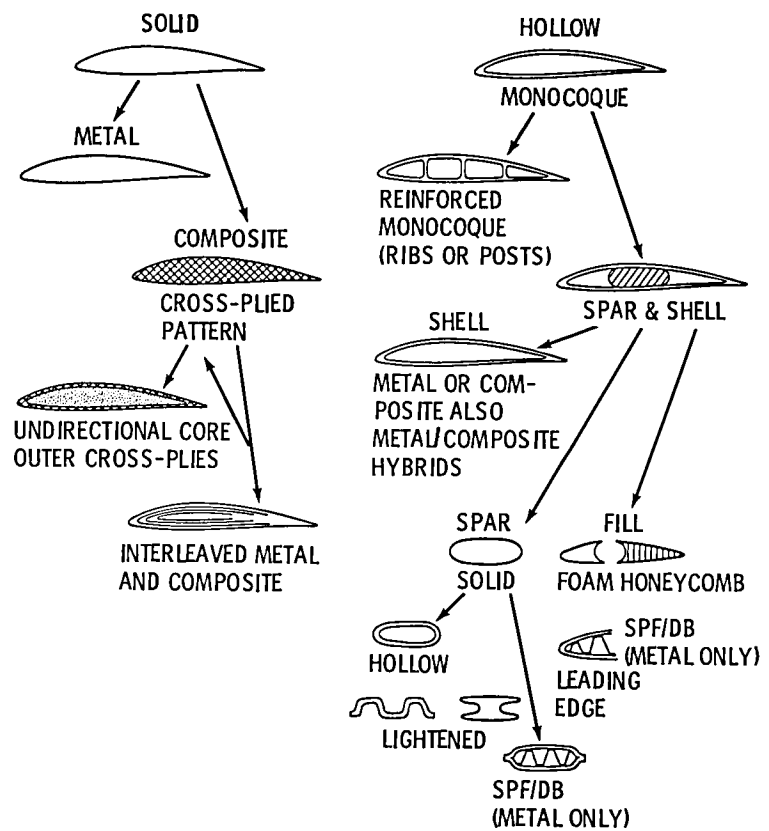 SOLID
METAL
COMPOSITE
CROSS-PLIED
PATTERN
UNDIRECTIONAL CORE
OUTER CROSS-PLIES
INTERLEAVED METAL
AND COMPOSITE
HOLLOW
MONOCOQUE
REINFORCED
MONOCOQUE
(RIBS OR POSTS)
SPAR & SHELL
SHELL
METAL OR COM-
POSITE ALSO
METAL/COMPOSITE
HYBRIDS
SPAR
SOLID
HOLLOW
LIGHTENED
SPF/DB
(METAL ONLY)
FILL
FOAM HONEYCOMB
SPF/DB
(METAL ONLY)
LEADING
EDGE